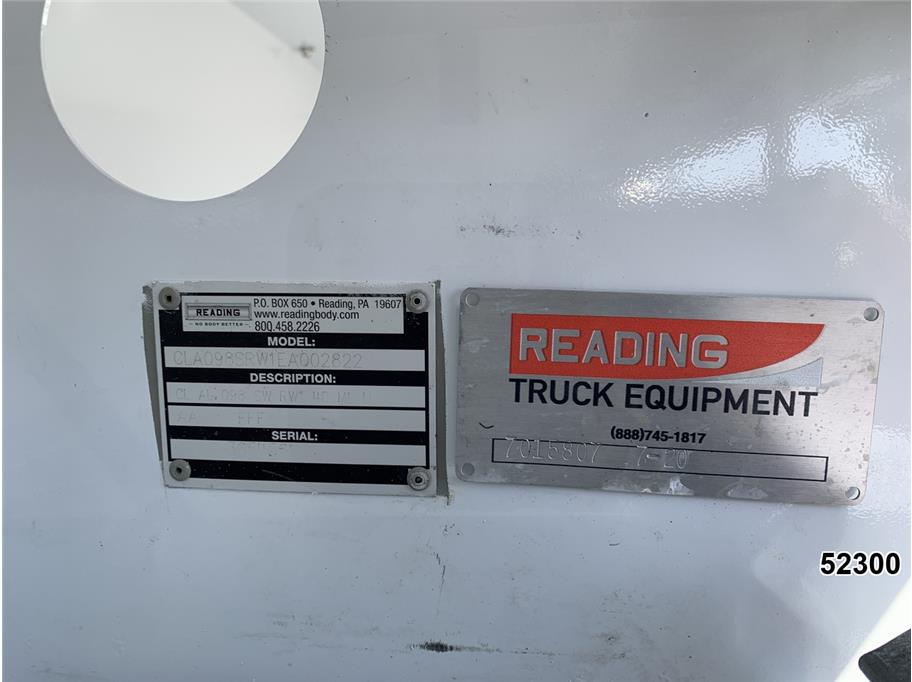 READING
NO BODY BETTER
P.O. BOX 650 • Reading, PA 19607
www.readingbody.com
800.458.2226
MODEL:
CLA098SRW1EA002822
DESCRIPTION:
SERIAL:
READING
TRUCK EQUIPMENT
(888)745-1817
7015807 7-20
52300